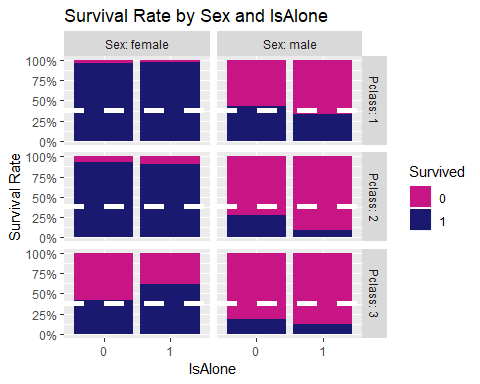 Survival Rate by Sex and IsAlone
Sex: female
Sex: male
100%
75%
50%
25%
0%
Pclass: 1
100%
75%
50%
25%
0%
Pclass: 2
100%
75%
50%
25%
0%
Pclass: 3
Survival Rate
0
1
0
1
IsAlone
Survived
0
1